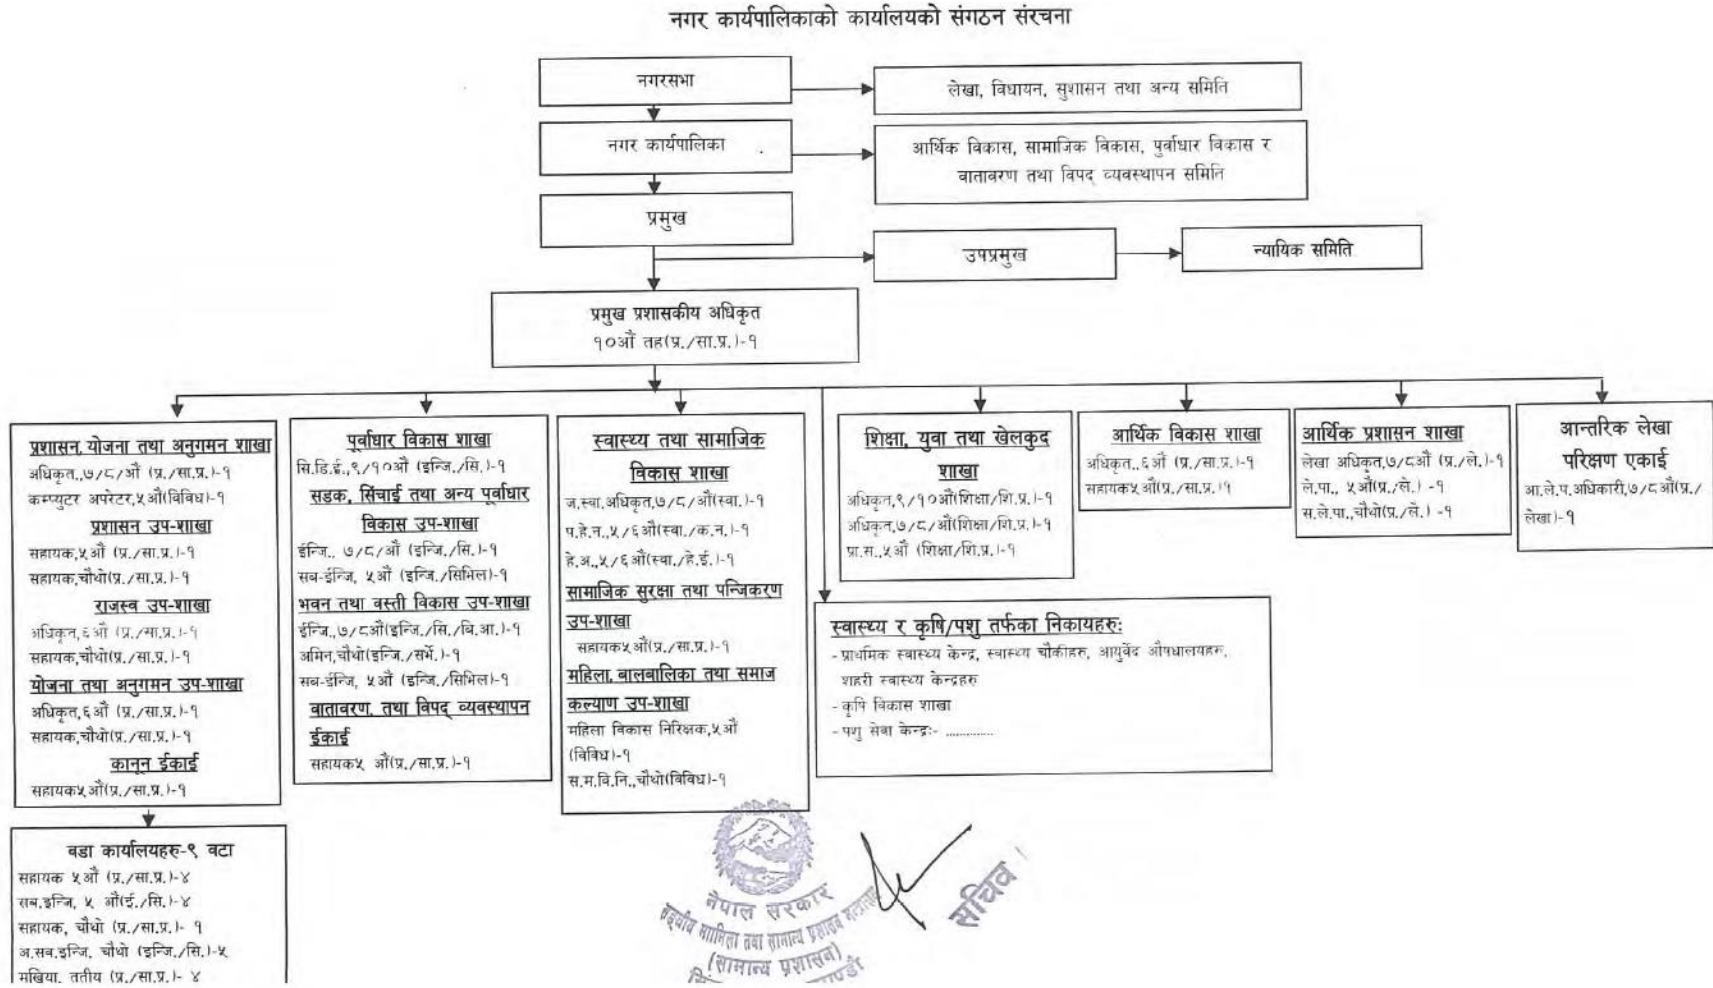 नगर कार्यपालिकाको कार्यालयको संगठन संरचना
नगरसभा
लेखा, विधायन, सुशासन तथा अन्य समिति
नगर कार्यपालिका
आर्थिक विकास, सामाजिक विकास, पुर्वाधार विकास र
वातावरण तथा विपद् व्यवस्थापन समिति
प्रमुख
उपप्रमुख
न्यायिक समिति
प्रमुख प्रशासकीय अधिकृत
१०औं तह(प्र./सा.प्र.)-१
प्रशासन, योजना तथा अनुगमन शाखा
अधिकृत,,७/८/औं (प्र./सा.प्र.)-१
कम्प्युटर अपरेटर,५औं(विविध)-१
प्रशासन उप-शाखा
सहायक,५औं (प्र./सा.प्र.)-१
सहायक,चौथो(प्र./सा.प्र.)-१
राजस्व उप-शाखा
अधिकृत,६औं (प्र./सा.प्र.)-१
सहायक,चौथो(प्र./सा.प्र.)-१
योजना तथा अनुगमन उप-शाखा
अधिकृत,६औं (प्र./सा.प्र.)-१
सहायक,चौथो(प्र./सा.प्र.)-१
कानून ईकाई
सहायक५औं(प्र./सा.प्र.)-१
वडा कार्यालयहरु-९ वटा
सहायक ५औं (प्र./सा.प्र.)-४
सब.इन्जि, ५ औं(ई./सि.)-४
सहायक, चौथो (प्र./सा.प्र.)- १
अ.सब.इन्जि. चौथो (इन्जि./सि.)-५
मुखिया, तृतीय (प्र./सा.प्र.)- ४
पूर्वाधार विकास शाखा
सि.डि.ई.,९/१०औं (इन्जि./सि.)-१
सडक, सिंचाई तथा अन्य पूर्वाधार
विकास उप-शाखा
ईन्जि., ७/८/औं (इन्जि./सि.)-१
सब-ईन्जि, ५औं (इन्जि./सिभिल)-१
भवन तथा वस्ती विकास उप-शाखा
ईन्जि.,७/८औं(इन्जि./सि./बि.आ.)-१
अमिन,चौथो(इन्जि./सर्भे.)-१
सब-ईन्जि, ५औं (इन्जि./सिभिल)-१
वातावरण, तथा विपद् व्यवस्थापन
ईकाई
सहायक५ औं(प्र./सा.प्र.)-१
स्वास्थ्य तथा सामाजिक
विकास शाखा
ज.स्वा.अधिकृत,७/८/औं(स्वा.)-१
प.हे.न.,५/६औं(स्वा./क.न.)-१
हे.अ.,५/६औं(स्वा./हे.ई.)-१
सामाजिक सुरक्षा तथा पन्जिकरण
उप-शाखा
सहायक५औं(प्र./सा.प्र.)-१
महिला, बालबालिका तथा समाज
कल्याण उप-शाखा
महिला विकास निरिक्षक,५औं
(विविध)-१
स.म.वि.नि.,चौथो(विविध)-१
शिक्षा, युवा तथा खेलकुद
शाखा
अधिकृत,९/१०औं(शिक्षा/शि.प्र.)-१
अधिकृत,७/८/औं(शिक्षा/शि.प्र.)-१
प्रा.स.,५औं (शिक्षा/शि.प्र.)-१
आर्थिक विकास शाखा
अधिकृत.,६औं (प्र./सा.प्र.)-१
सहायक५औं(प्र./सा.प्र.)१
आर्थिक प्रशासन शाखा
लेखा अधिकृत,७/८औं (प्र./ले.)-१
ले.पा., ५औं(प्र./ले.) -१
स.ले.पा.,चौथो(प्र./ले.) -१
आन्तरिक लेखा
परिक्षण एकाई
आ.ले.प.अधिकारी,७/८औं(प्र./
लेखा)-१
स्वास्थ्य र कृषि/पशु तर्फका निकायहरु:
- प्राथमिक स्वास्थ्य केन्द्र, स्वास्थ्य चौकीहरु, आयुर्वेद औषधालयहरु,
शहरी स्वास्थ्य केन्द्रहरु
- कृषि विकास शाखा
- पशु सेवा केन्द्रः- .............
नेपाल सरकार
सङ्घीय मामिला तथा सामान्य प्रशासन मन्त्रालय
(सामान्य प्रशासन)
सचिव